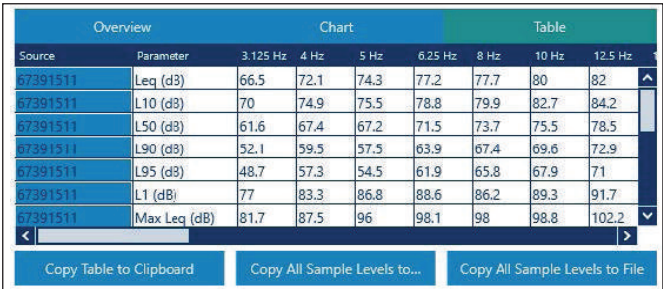 Overview Chart Table
Source Parameter 3.125 Hz 4 Hz 5 Hz 6.25 Hz 8 Hz 10 Hz 12.5 Hz 1
67391511 Leq (dB) 66.5 72.1 74.3 77.2 77.7 80 82
67391511 L10 (dB) 70 74.9 75.5 78.8 79.9 82.7 84.2
67391511 L50 (dB) 61.6 67.4 67.2 71.5 73.7 75.5 78.5
67391511 L90 (dB) 52.1 59.5 57.5 63.9 67.4 69.6 72.9
67391511 L95 (dB) 48.7 57.3 54.5 61.9 65.8 67.9 71
67391511 L1 (dB) 77 83.3 86.8 88.6 86.2 89.3 91.7
67391511 Max Leq (dB) 81.7 87.5 96 98.1 98 98.8 102.2
Copy Table to Clipboard Copy All Sample Levels to... Copy All Sample Levels to File